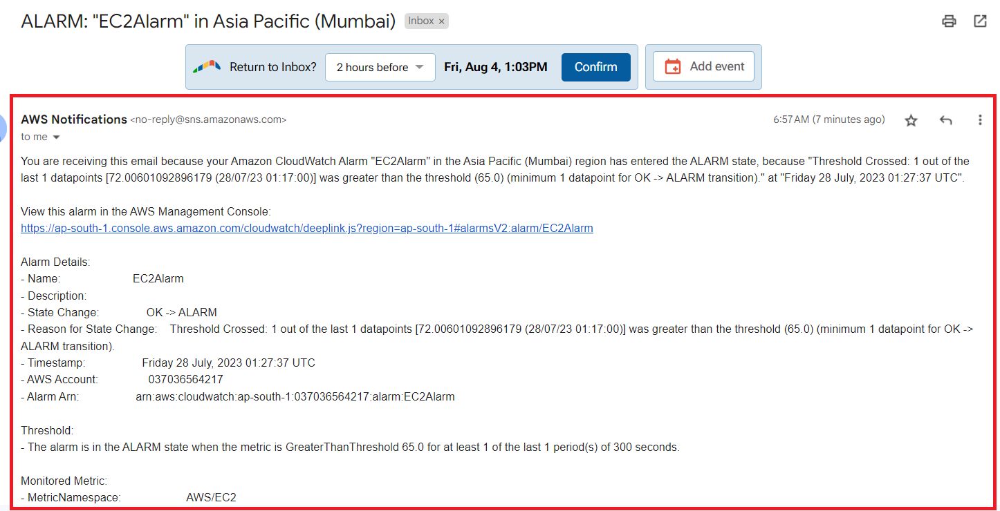 ALARM: "EC2Alarm" in Asia Pacific (Mumbai) Inbox ×
Return to Inbox? 2 hours before Fri, Aug 4, 1:03PM Confirm Add event
AWS Notifications <no-reply@sns.amazonaws.com> 6:57 AM (7 minutes ago)
to me
You are receiving this email because your Amazon CloudWatch Alarm "EC2Alarm" in the Asia Pacific (Mumbai) region has entered the ALARM state, because "Threshold Crossed: 1 out of the
last 1 datapoints [72.00601092896179 (28/07/23 01:17:00)] was greater than the threshold (65.0) (minimum 1 datapoint for OK -> ALARM transition)." at "Friday 28 July, 2023 01:27:37 UTC".
View this alarm in the AWS Management Console:
https://ap-south-1.console.aws.amazon.com/cloudwatch/deeplink.js?region=ap-south-1#alarmsV2:alarm/EC2Alarm
Alarm Details:
- Name: EC2Alarm
- Description:
- State Change: OK -> ALARM
- Reason for State Change: Threshold Crossed: 1 out of the last 1 datapoints [72.00601092896179 (28/07/23 01:17:00)] was greater than the threshold (65.0) (minimum 1 datapoint for OK ->
ALARM transition).
- Timestamp: Friday 28 July, 2023 01:27:37 UTC
- AWS Account: 037036564217
- Alarm Arn: arn:aws:cloudwatch:ap-south-1:037036564217:alarm:EC2Alarm
Threshold:
- The alarm is in the ALARM state when the metric is GreaterThanThreshold 65.0 for at least 1 of the last 1 period(s) of 300 seconds.
Monitored Metric:
- MetricNamespace: AWS/EC2